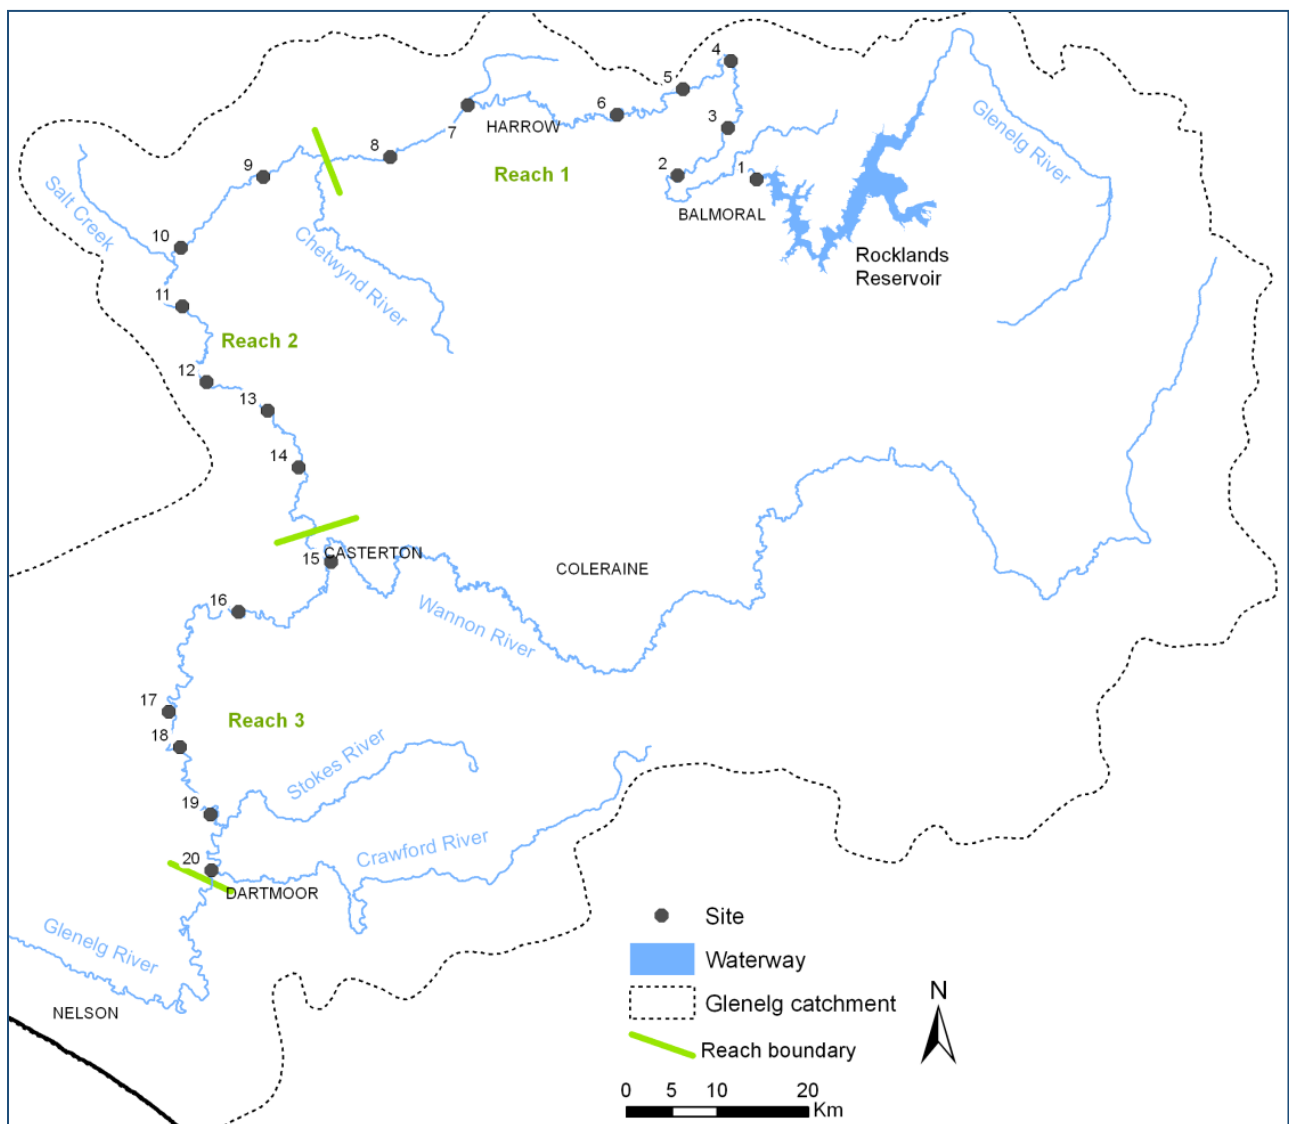 4
5
6
7
HARROW
3
8
Reach 1
2
1
BALMORAL
Glenelg River
9
Salt Creek
Chetwynd River
10
Rocklands
Reservoir
11
Reach 2
12
13
14
15
CASTERTON
COLERAINE
16
Wannon River
17
Reach 3
18
Stokes River
19
Crawford River
20
DARTMOOR
Glenelg River
NELSON
Site
Waterway
Glenelg catchment
Reach boundary
N
0 5 10 20
Km